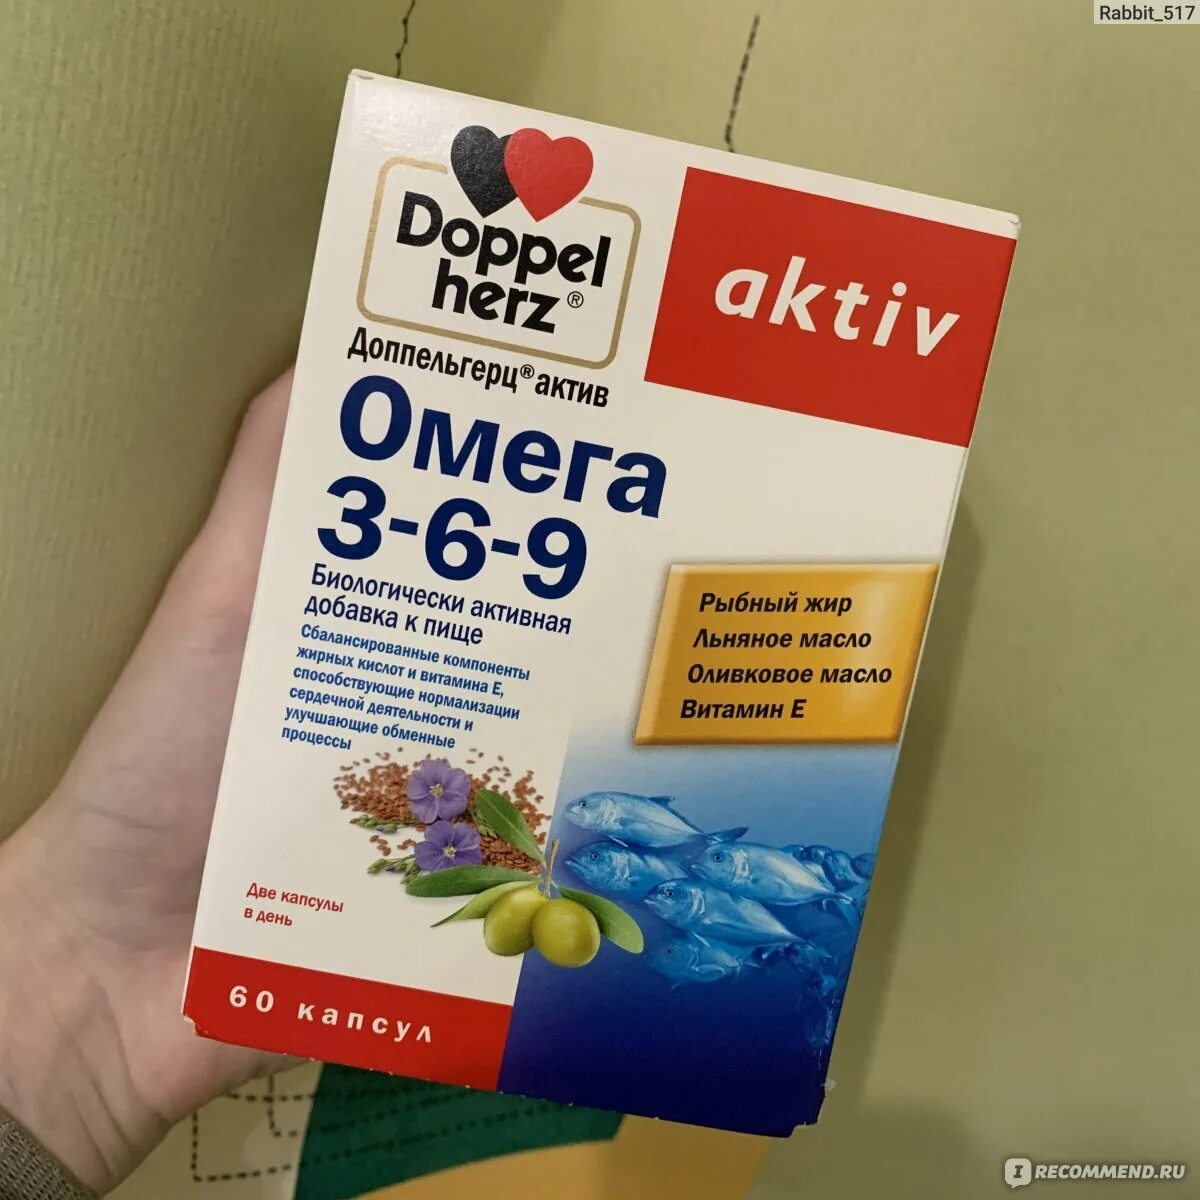 Rabbit_517
Doppel
herz®
aktiv
Доппельгерц® актив
Омега
3-6-9
Биологически активная
добавка к пище
Сбалансированные компоненты
жирных кислот и витамина Е,
способствующие нормализации
сердечной деятельности и
улучшающие обменные
процессы
Рыбный жир
Льняное масло
Оливковое масло
Витамин Е
Две капсулы
в день
60 капсул
IRECOMMEND.RU